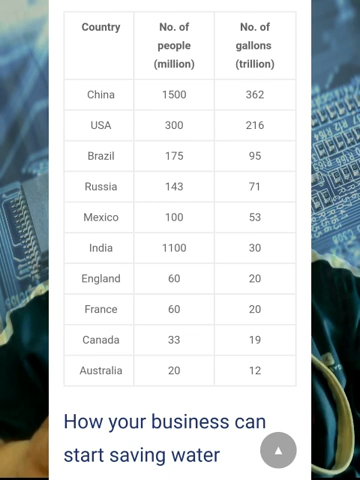 Country No. of people (million) No. of gallons (trillion)
China 1500 362
USA 300 216
Brazil 175 95
Russia 143 71
Mexico 100 53
India 1100 30
England 60 20
France 60 20
Canada 33 19
Australia 20 12
How your business can
start saving water